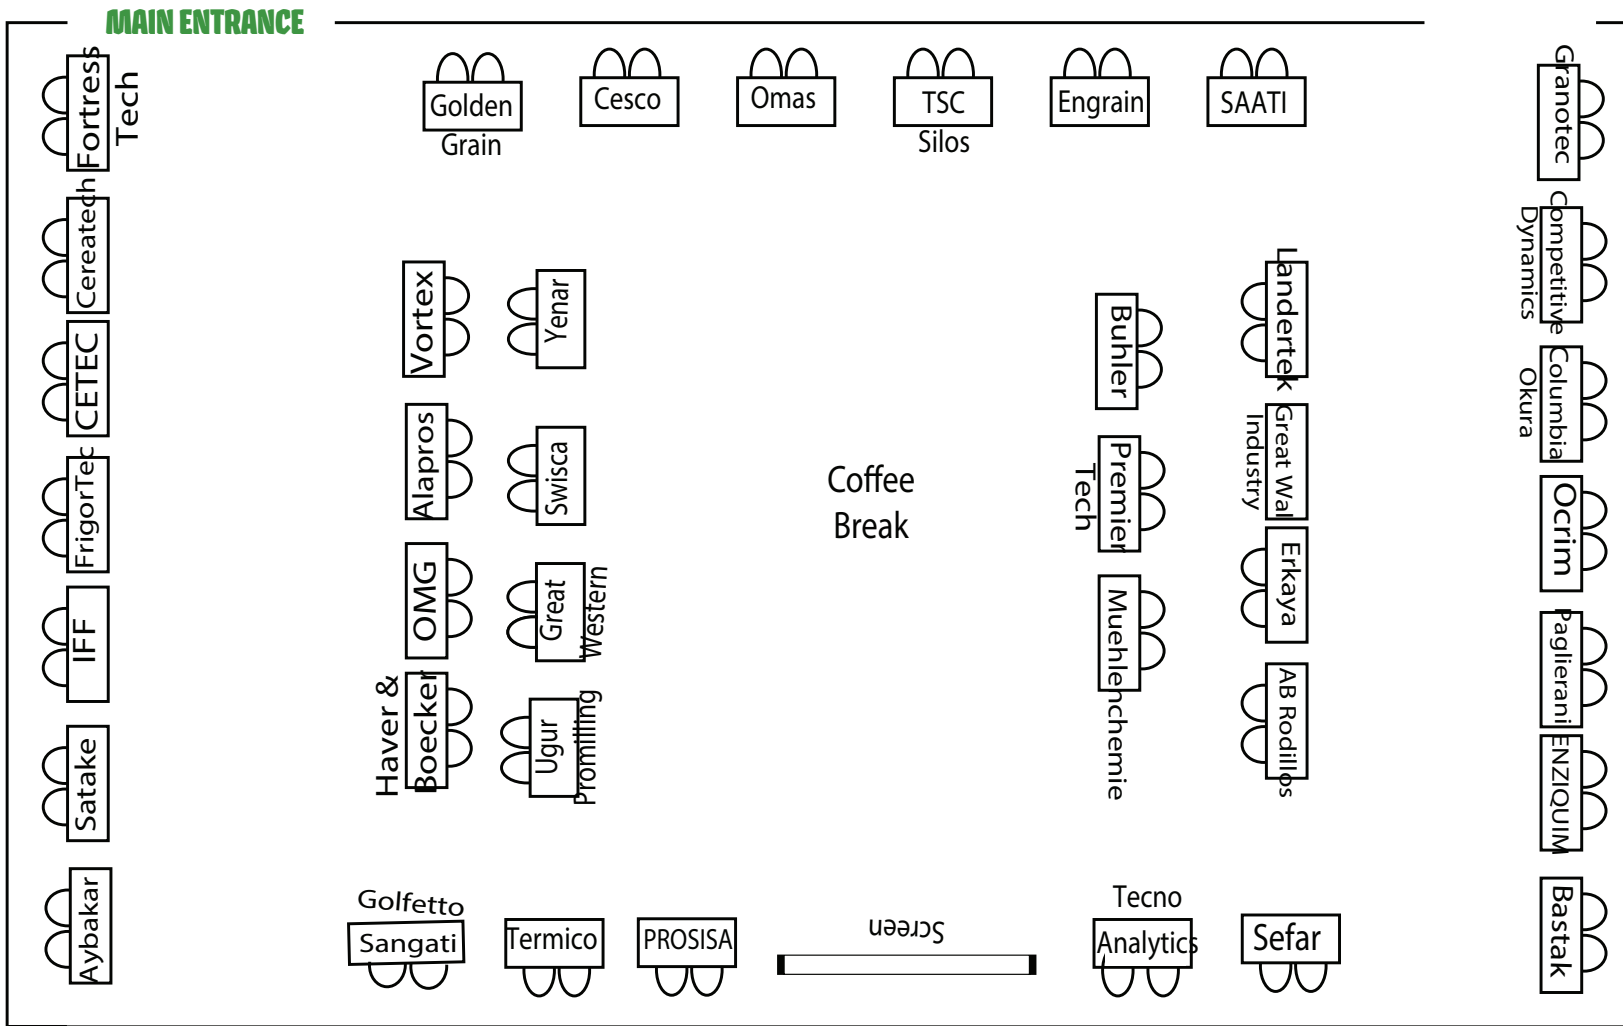 MAIN ENTRANCE
Fortress
Tech
Cereatech
CETEC
FrigorTec
IFF
Satake
Aybakar
Golden
Grain
Cesco
Omas
TSC
Silos
Engrain
SAATI
Vortex
Alapros
OMG
Haver &
Boecker
Yenar
Swisca
Great
Western
Ugur
Promilling
Coffee
Break
Buhler
Premier
Tech
Muehlenchemie
Landertek
Great Wal
Industry
Erkaya
AB Rodillos
Granotec
Competitive
Dynamics
Columbia
Okura
Ocrim
Paglierani
ENZIQUIM
Bastak
Golfetto
Sangati
Termico
PROSISA
Screen
Tecno
Analytics
Sefar